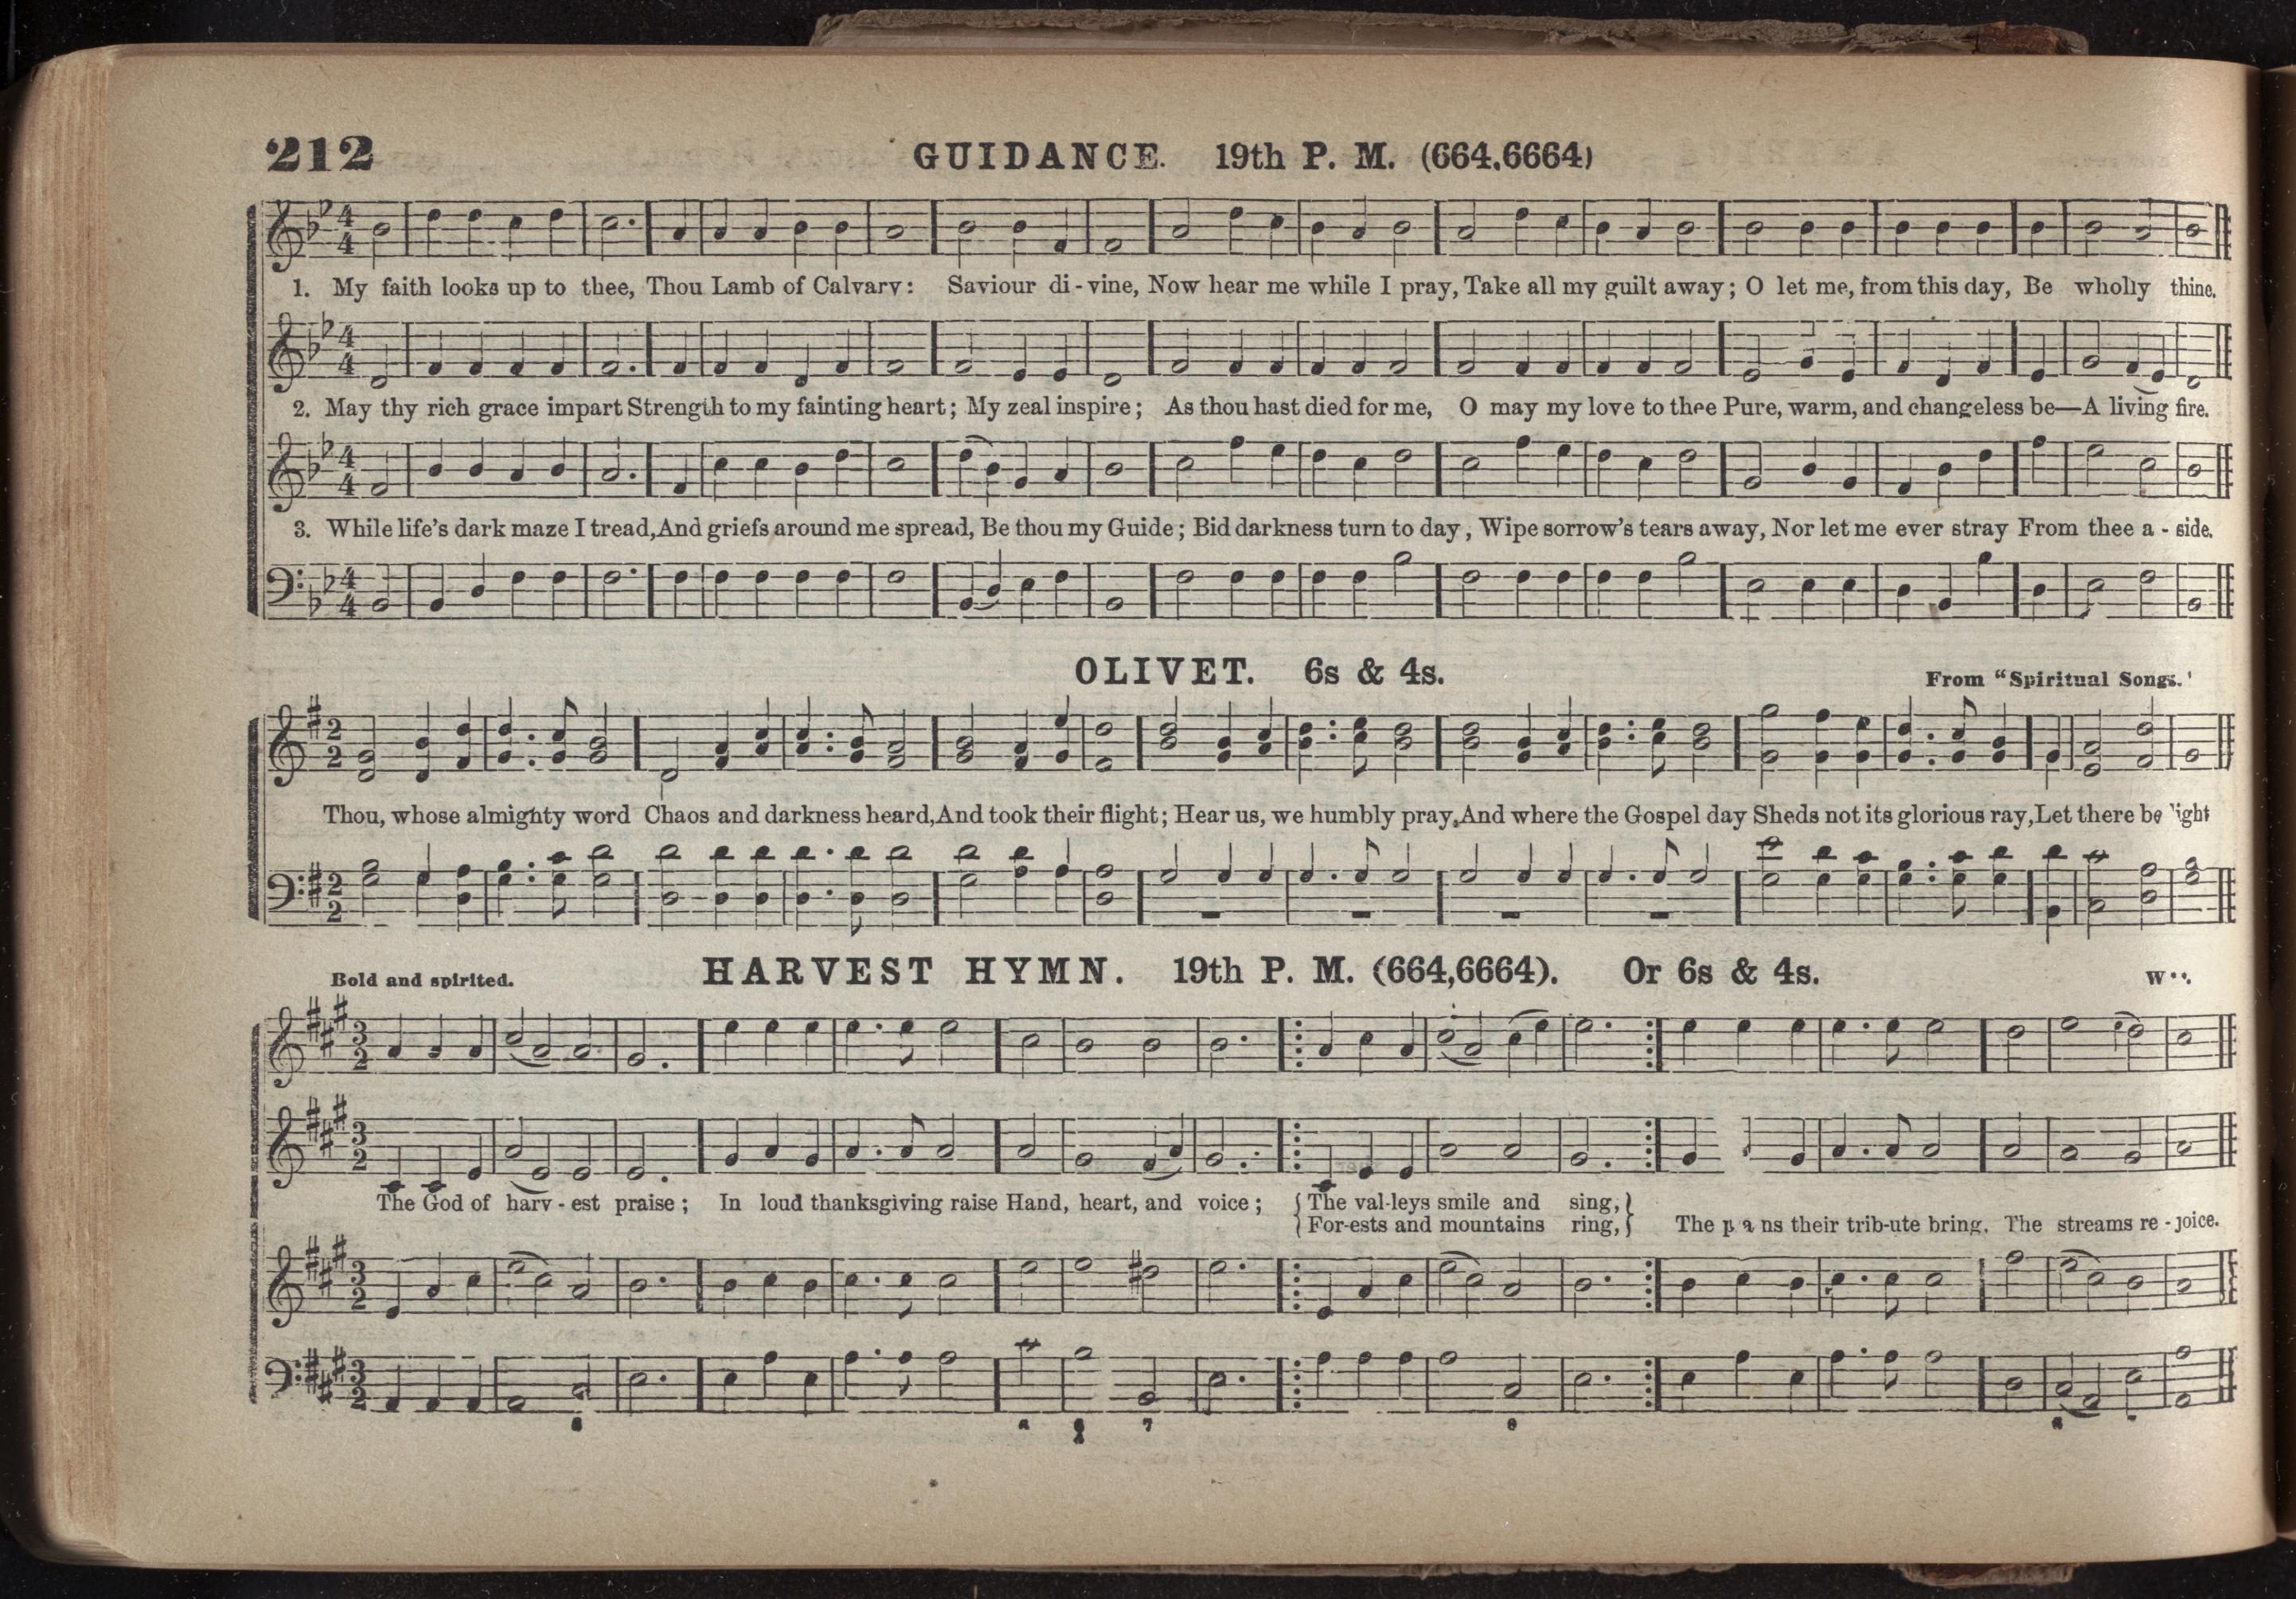 212
GUIDANCE. 19th P. M. (664,6664)
1. My faith looks up to thee, Thou Lamb of Calvary: Saviour di-vine, Now hear me while I pray, Take all my guilt away; O let me, from this day, Be wholly thine.
2. May thy rich grace impart Strength to my fainting heart; My zeal inspire; As thou hast died for me, O may my love to thee Pure, warm, and changeless be—A living fire.
3. While life's dark maze I tread, And griefs around me spread, Be thou my Guide; Bid darkness turn to day, Wipe sorrow's tears away, Nor let me ever stray From thee a-side.
OLIVET. 6s & 4s.
From "Spiritual Songs.'
Thou, whose almighty word Chaos and darkness heard, And took their flight; Hear us, we humbly pray, And where the Gospel day Sheds not its glorious ray, Let there be light
Bold and spirited.
HARVEST HYMN. 19th P. M. (664,6664). Or 6s & 4s.
The God of harv-est praise; In loud thanksgiving raise Hand, heart, and voice; { The val-leys smile and sing, }
{ For-ests and mountains ring, } The p a ns their trib-ute bring. The streams re-joice.